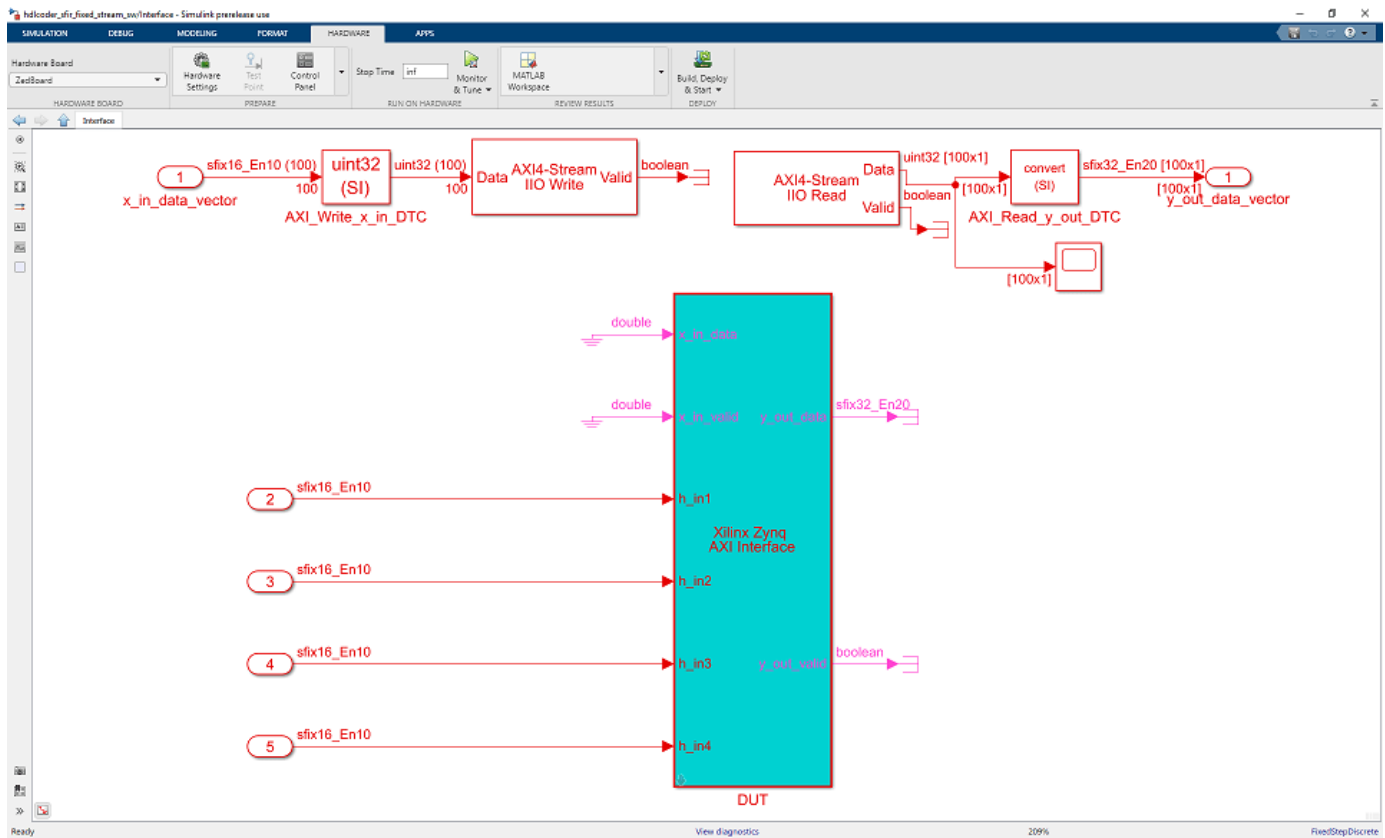 hdlcoder_sfir_fixed_stream_sw/Interface - Simulink prerelease use
SIMULATION DEBUG MODELING FORMAT HARDWARE APPS
Hardware Board
ZedBoard
Hardware Settings
Test Point
Control Panel
Stop Time inf
Monitor & Tune
MATLAB Workspace
Build, Deploy & Start
HARDWARE BOARD PREPARE RUN ON HARDWARE REVIEW RESULTS DEPLOY
Interface
1
x_in_data_vector
sfix16_En10 (100)
100
uint32
(SI)
AXI_Write_x_in_DTC
uint32 (100)
100
Data
AXI4-Stream
IIO Write
Valid
boolean
AXI4-Stream
IIO Read
Data
Valid
uint32 [100x1]
boolean
[100x1]
convert
(SI)
AXI_Read_y_out_DTC
sfix32_En20 [100x1]
[100x1]
1
y_out_data_vector
[100x1]
double
x_in_data
double
x_in_valid
y_out_data
sfix32_En20
2
sfix16_En10
h_in1
Xilinx Zynq
AXI Interface
3
sfix16_En10
h_in2
4
sfix16_En10
h_in3
y_out_valid
boolean
5
sfix16_En10
h_in4
DUT
Ready
View diagnostics
209%
FixedStepDiscrete